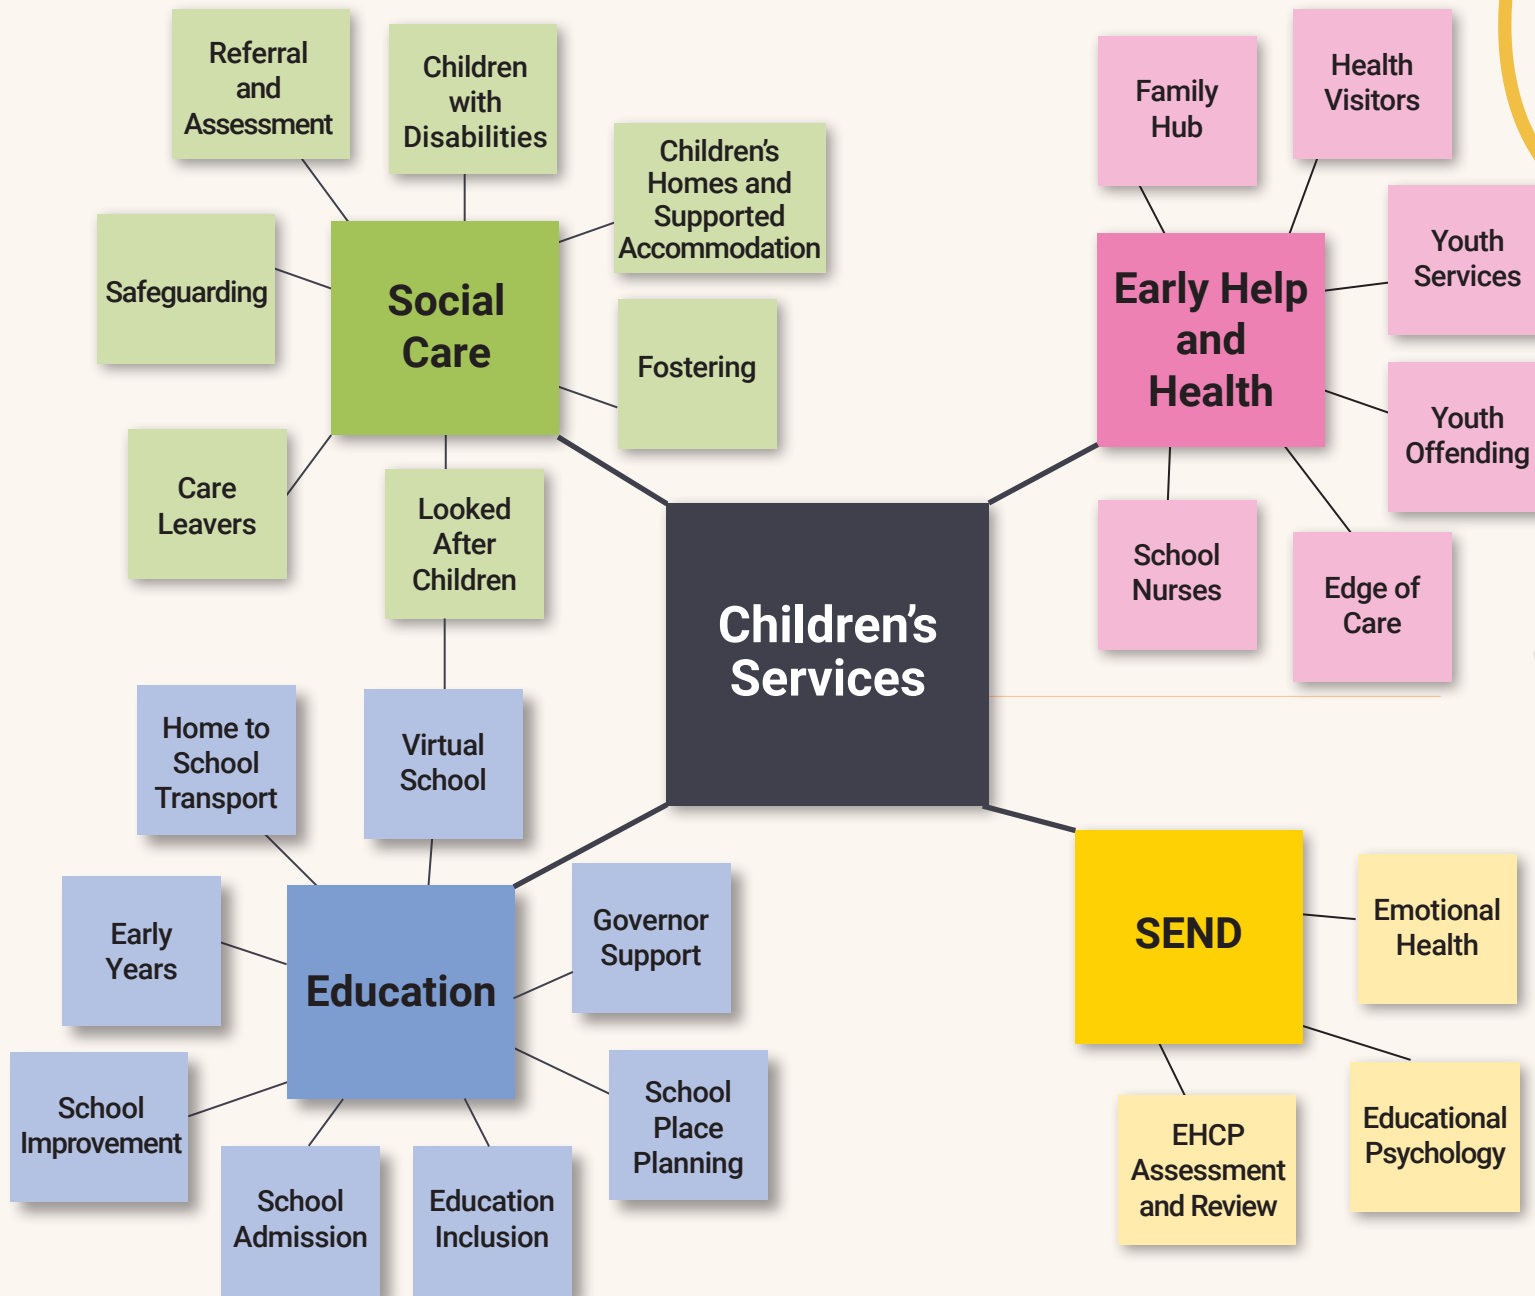 Referral
and
Assessment
Children
with
Disabilities
Children's
Homes and
Supported
Accommodation
Safeguarding
Social
Care
Fostering
Care
Leavers
Looked
After
Children
Family
Hub
Health
Visitors
Youth
Services
Early Help
and
Health
Youth
Offending
School
Nurses
Edge of
Care
Children’s
Services
Home to
School
Transport
Virtual
School
Early
Years
Education
Governor
Support
School
Improvement
School
Admission
Education
Inclusion
School
Place
Planning
SEND
Emotional
Health
EHCP
Assessment
and Review
Educational
Psychology